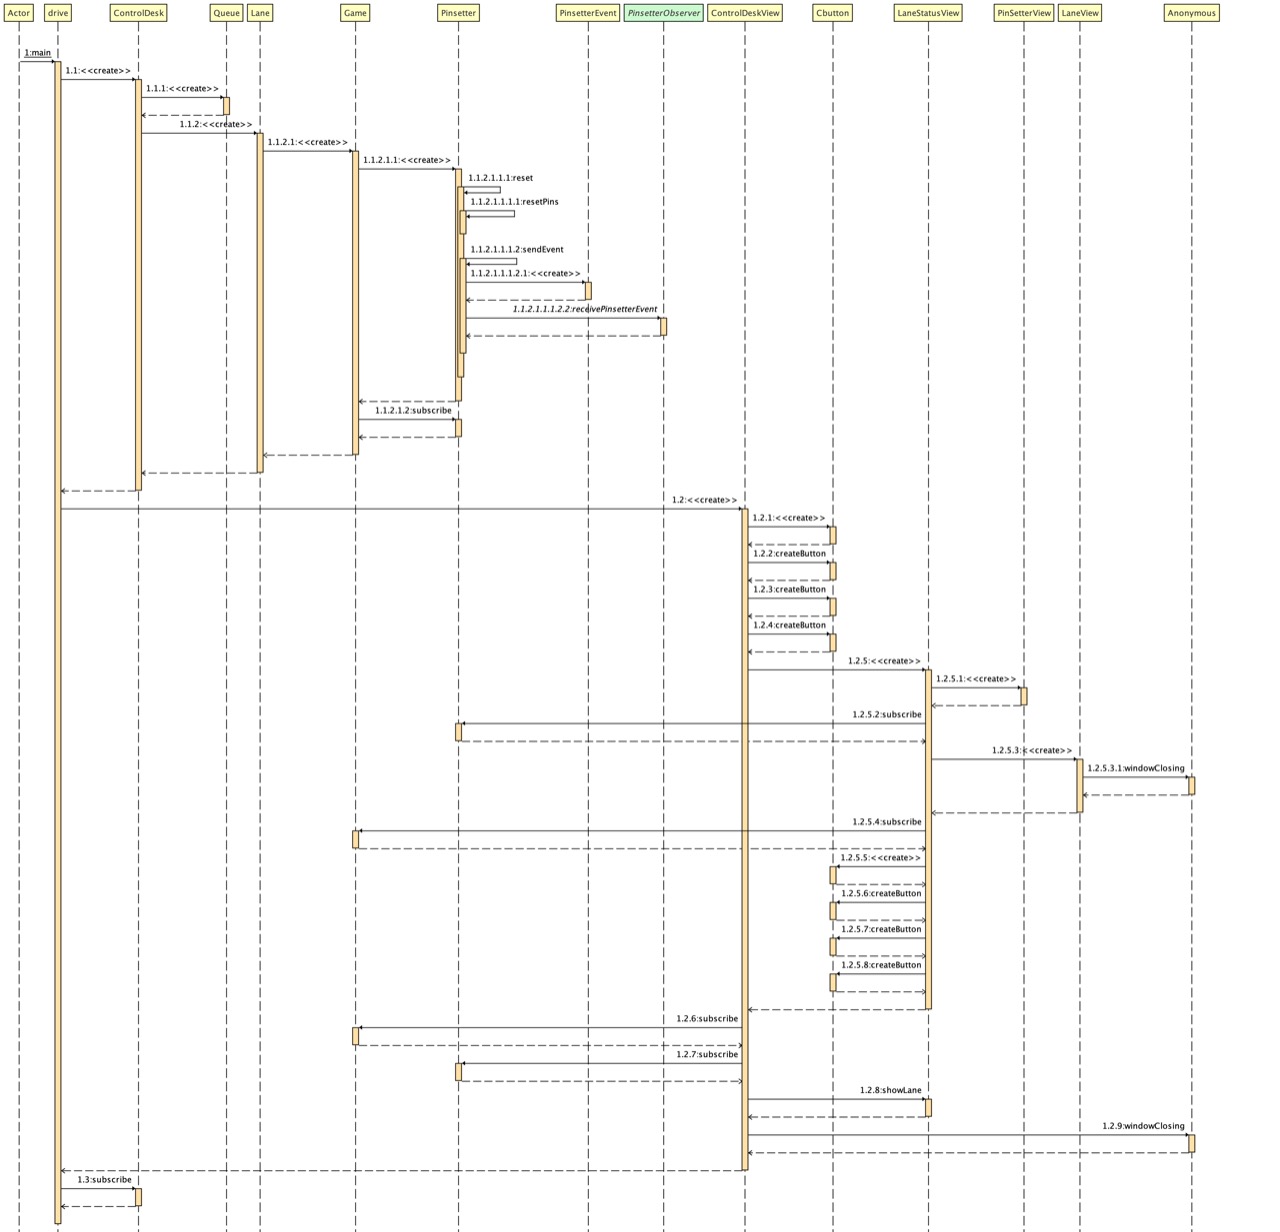 Actor
drive
ControlDesk
Queue
Lane
Game
Pinsetter
PinsetterEvent
PinsetterObserver
ControlDeskView
Cbutton
LaneStatusView
PinSetterView
LaneView
Anonymous
1:main
1.1:<<create>>
1.1.1:<<create>>
1.1.2:<<create>>
1.1.2.1:<<create>>
1.1.2.1.1:<<create>>
1.1.2.1.1.1:reset
1.1.2.1.1.1.1:resetPins
1.1.2.1.1.1.2:sendEvent
1.1.2.1.1.1.2.1:<<create>>
1.1.2.1.1.1.2.2:receivePinsetterEvent
1.1.2.1.2:subscribe
1.2:<<create>>
1.2.1:<<create>>
1.2.2:createButton
1.2.3:createButton
1.2.4:createButton
1.2.5:<<create>>
1.2.5.1:<<create>>
1.2.5.2:subscribe
1.2.5.3:<<create>>
1.2.5.3.1:windowClosing
1.2.5.4:subscribe
1.2.5.5:<<create>>
1.2.5.6:createButton
1.2.5.7:createButton
1.2.5.8:createButton
1.2.6:subscribe
1.2.7:subscribe
1.2.8:showLane
1.2.9:windowClosing
1.3:subscribe